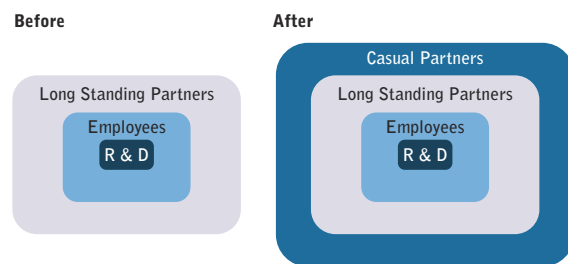 Before
Long Standing Partners
Employees
R & D
After
Casual Partners
Long Standing Partners
Employees
R & D